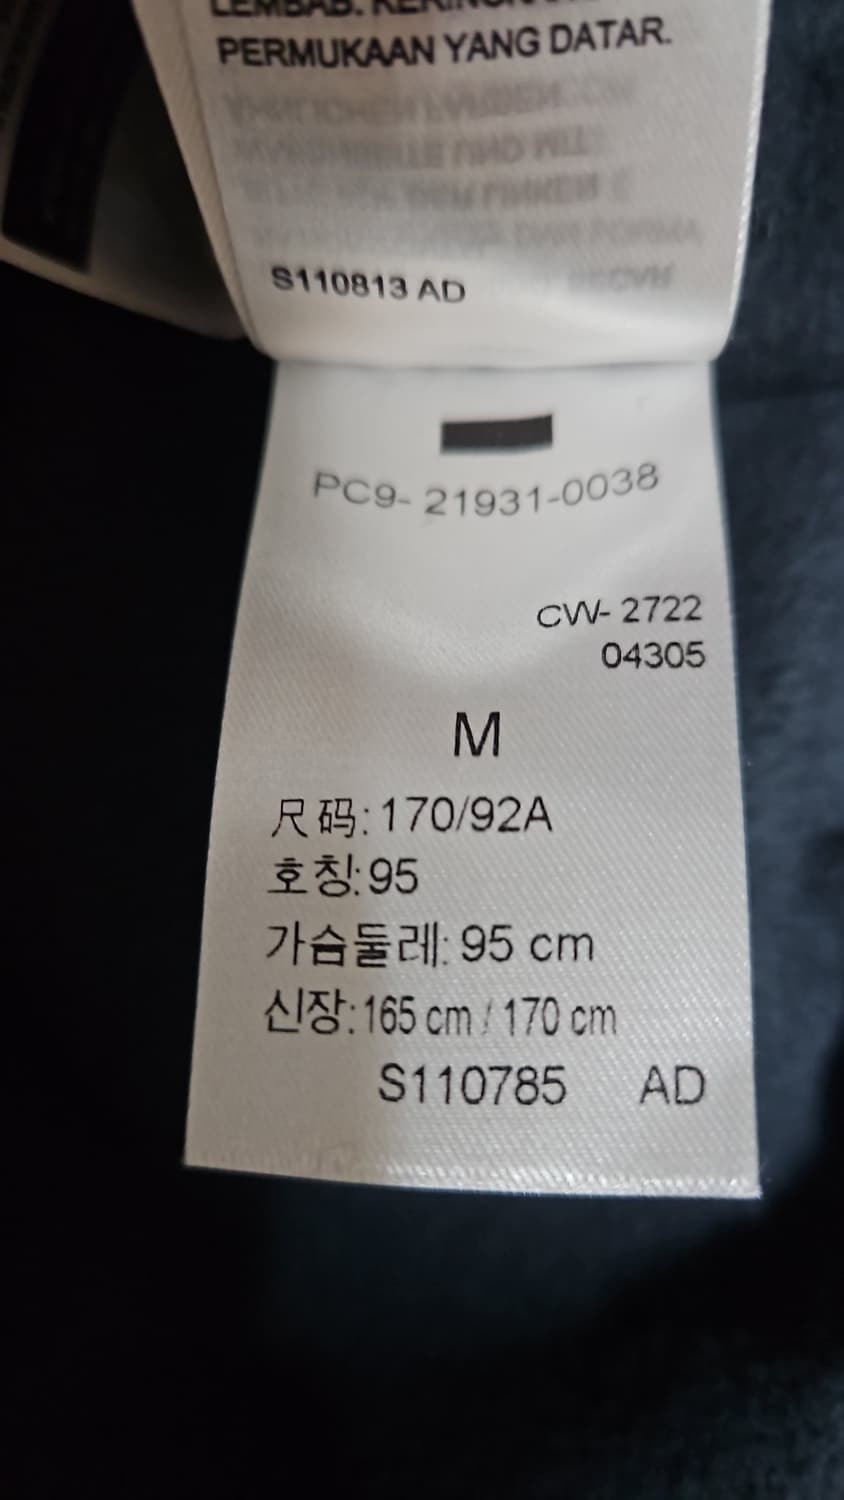 PERMUKAAN YANG DATAR.
S110813 AD
PC9- 21931-0038
CW- 2722
04305
M
尺码: 170/92A
호칭: 95
가슴둘레: 95 cm
신장: 165 cm / 170 cm
S110785 AD